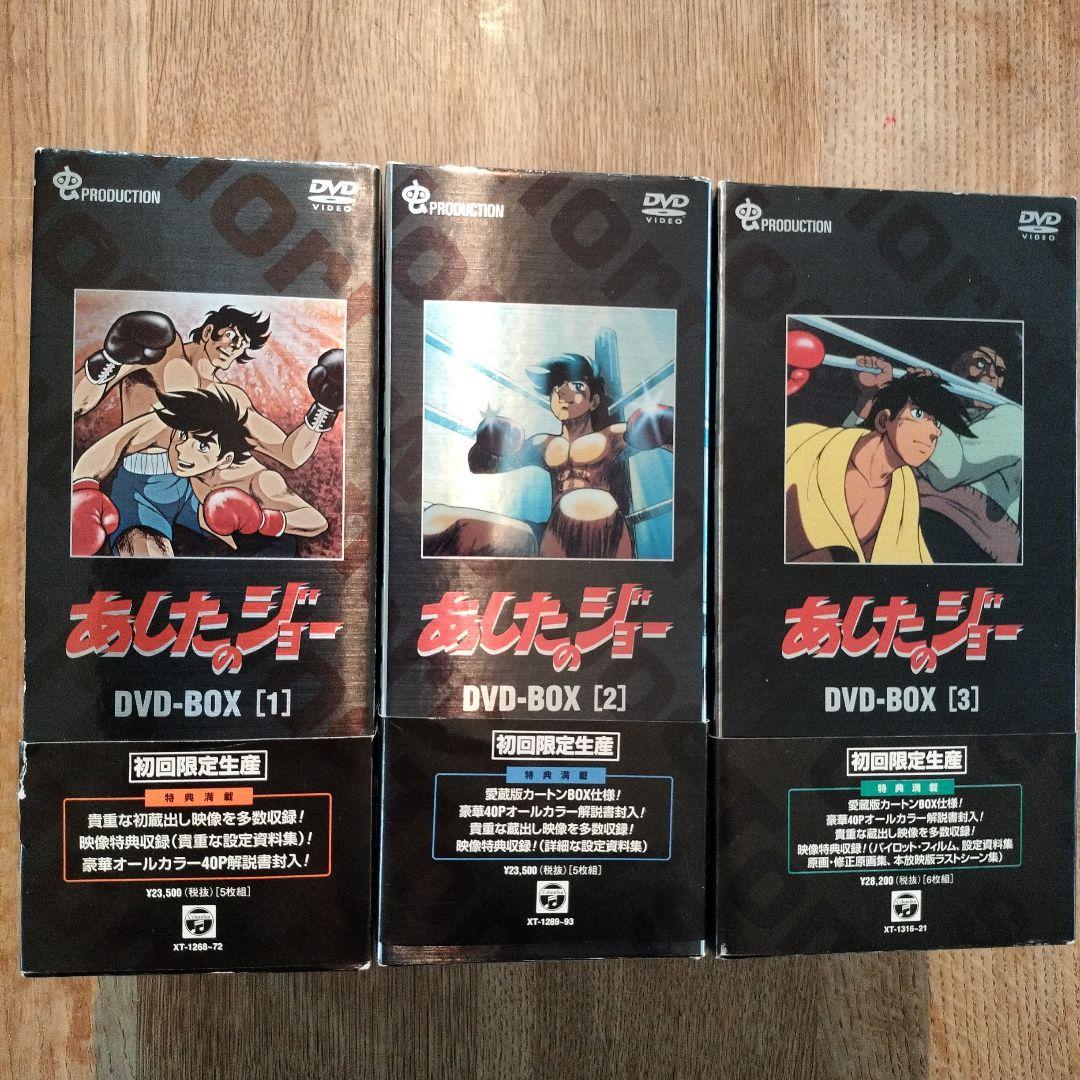 虫 PRODUCTION
DVD
VIDEO
あしたのジョー
DVD-BOX [1]
初回限定生産
特典満載
貴重な初蔵出し映像を多数収録!
映像特典収録(貴重な設定資料集)!
豪華オールカラー40P解説書封入!
¥23,500(税抜)[5枚組]
Columbia
XT-1268~72
虫 PRODUCTION
DVD
VIDEO
あしたのジョー
DVD-BOX [2]
初回限定生産
特典満載
愛蔵版カートンBOX仕様!
豪華40Pオールカラー解説書封入!
貴重な蔵出し映像を多数収録!
映像特典収録!(詳細な設定資料集)
¥23,500(税抜)[5枚組]
Columbia
XT-1289~93
虫 PRODUCTION
DVD
VIDEO
あしたのジョー
DVD-BOX [3]
初回限定生産
特典満載
愛蔵版カートンBOX仕様!
豪華40Pオールカラー解説書封入!
貴重な蔵出し映像を多数収録!
映像特典収録!(パイロット・フィルム、設定資料集
原画・修正原画集、本放映版ラストシーン集)
¥28,200(税抜)[6枚組]
Columbia
XT-1316~21